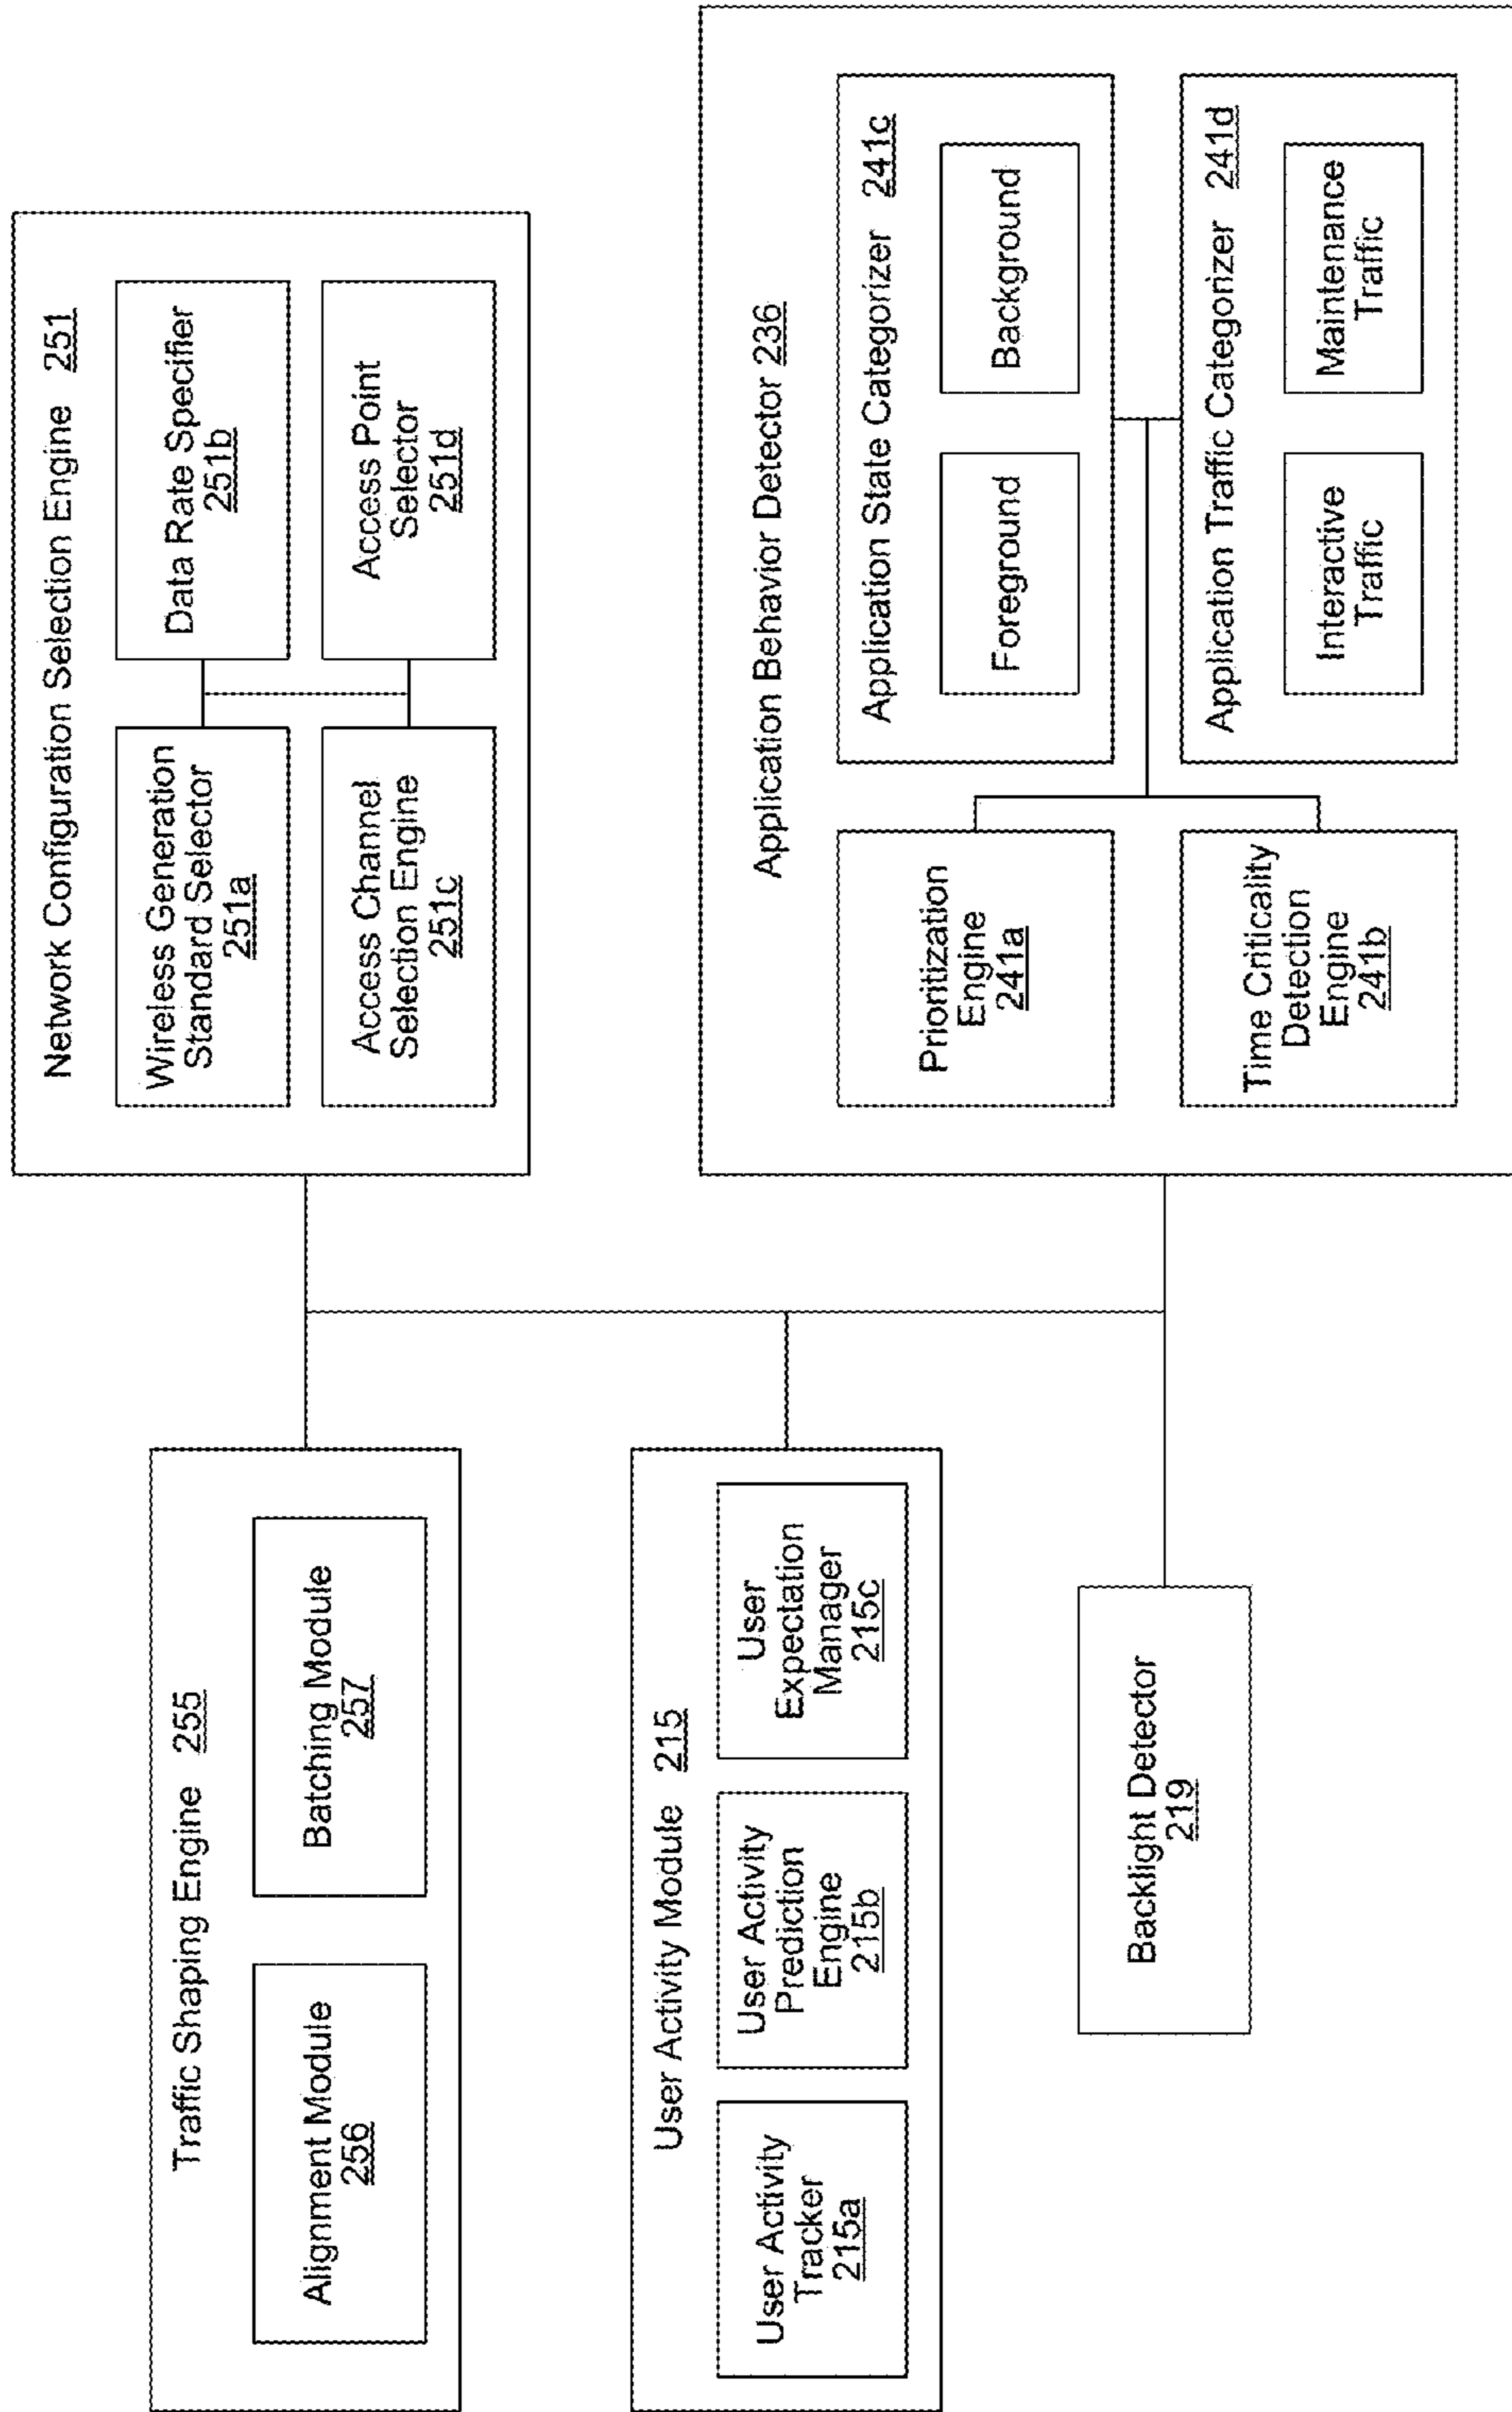 Traffic Shaping Engine 255
Alignment Module
256
Batching Module
257
User Activity Module 215
User Activity
Tracker
215a
User Activity
Prediction
Engine
215b
User
Expectation
Manager
215c
Backlight Detector
219
Network Configuration Selection Engine 251
Wireless Generation
Standard Selector
251a
Data Rate Specifier
251b
Access Channel
Selection Engine
251c
Access Point
Selector
251d
Application Behavior Detector 236
Prioritization
Engine
241a
Time Criticality
Detection
Engine
241b
Application State Categorizer 241c
Foreground
Background
Application Traffic Categorizer 241d
Interactive
Traffic
Maintenance
Traffic